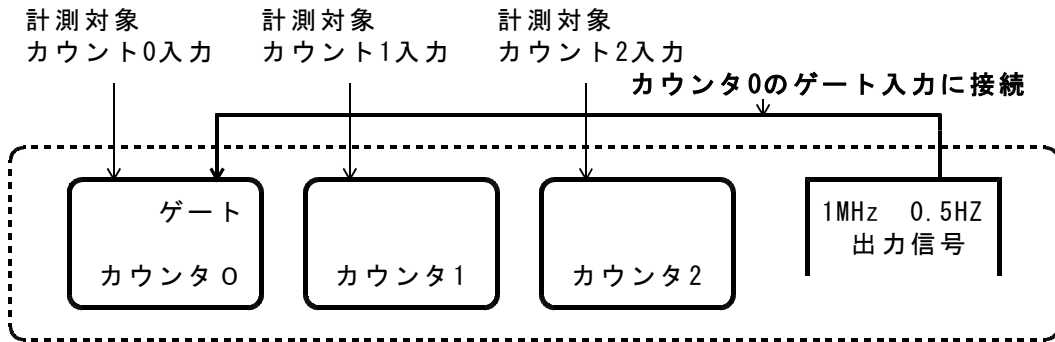 計測対象
カウント0入力
計測対象
カウント1入力
計測対象
カウント2入力
カウンタ0のゲート入力に接続
ゲート
カウンタ0
カウンタ1
カウンタ2
1MHz 0.5HZ
出力信号